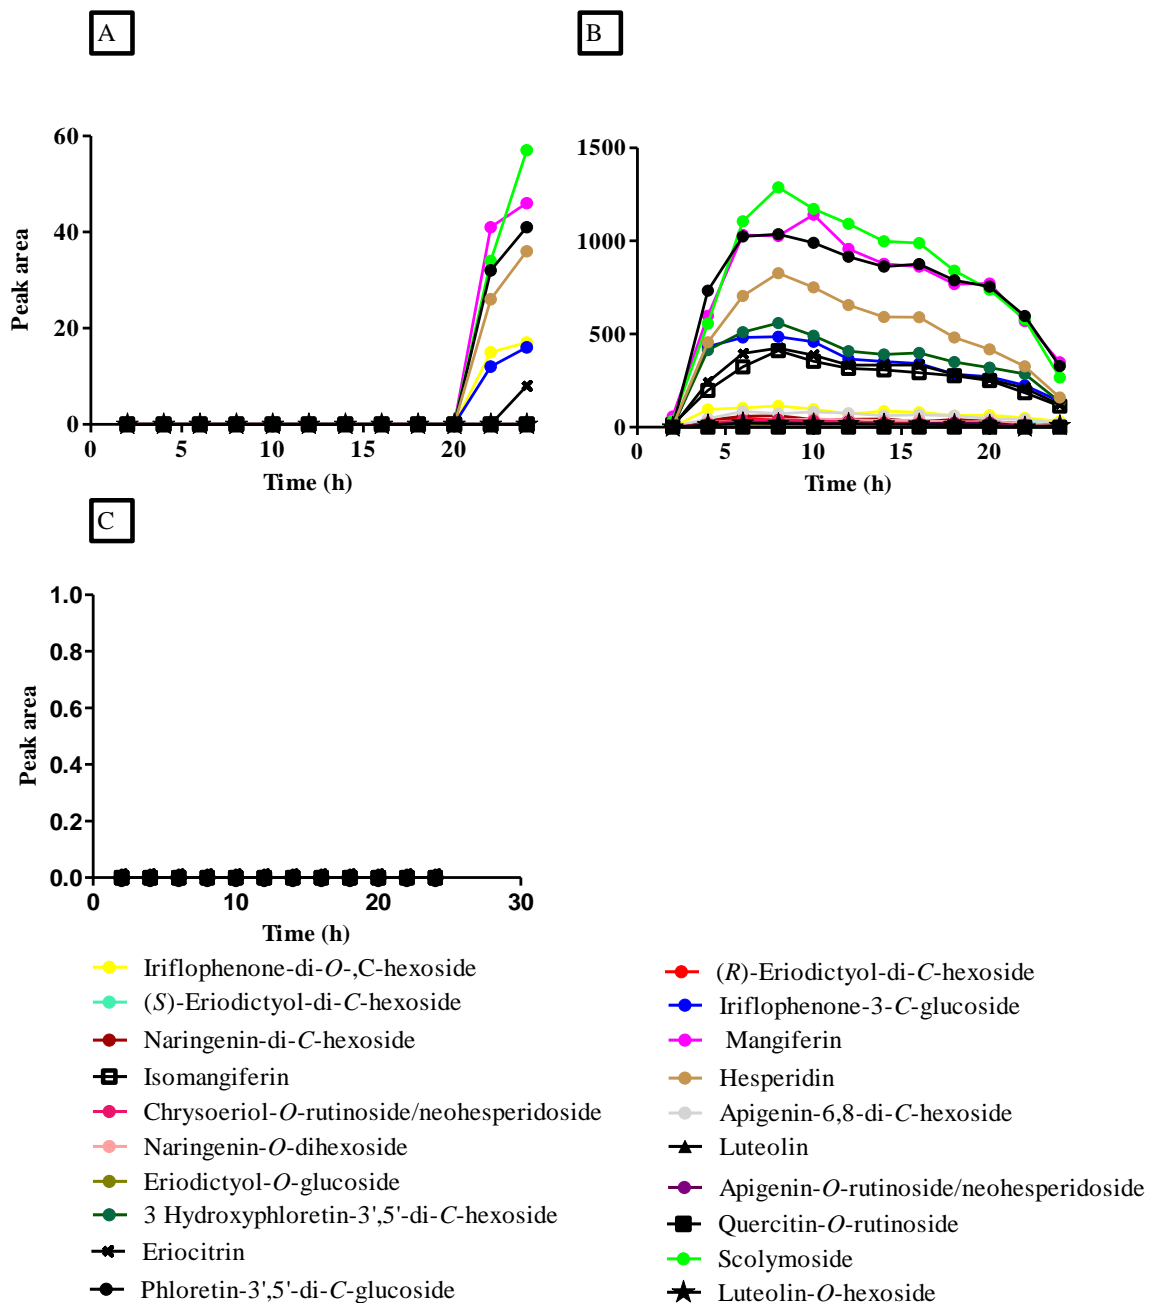 A
B
60
40
20
0
Peak area
0 5 10 15 20
Time (h)
1500
1000
500
0
0 5 10 15 20
Time (h)
C
1.0
0.8
0.6
0.4
0.2
0.0
Peak area
0 10 20 30
Time (h)
Iriflophenone-di-O-,C-hexoside
(S)-Eriodictyol-di-C-hexoside
Naringenin-di-C-hexoside
Isomangiferin
Chrysoeriol-O-rutinoside/neohesperidoside
Naringenin-O-dihexoside
Eriodictyol-O-glucoside
3 Hydroxyphloretin-3',5'-di-C-hexoside
Eriocitrin
Phloretin-3',5'-di-C-glucoside
(R)-Eriodictyol-di-C-hexoside
Iriflophenone-3-C-glucoside
Mangiferin
Hesperidin
Apigenin-6,8-di-C-hexoside
Luteolin
Apigenin-O-rutinoside/neohesperidoside
Quercitin-O-rutinoside
Scolymoside
Luteolin-O-hexoside